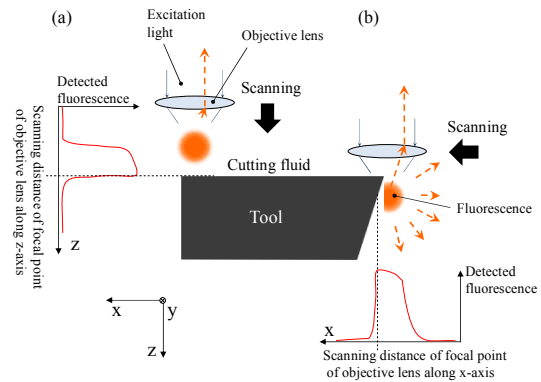 (a)
Excitation
light
Objective lens
Detected
fluorescence
Scanning
Scanning distance of focal point
of objective lens along z-axis
Cutting fluid
Tool
z
x
y
z
(b)
Scanning
Fluorescence
Detected
fluorescence
x
Scanning distance of focal point
of objective lens along x-axis